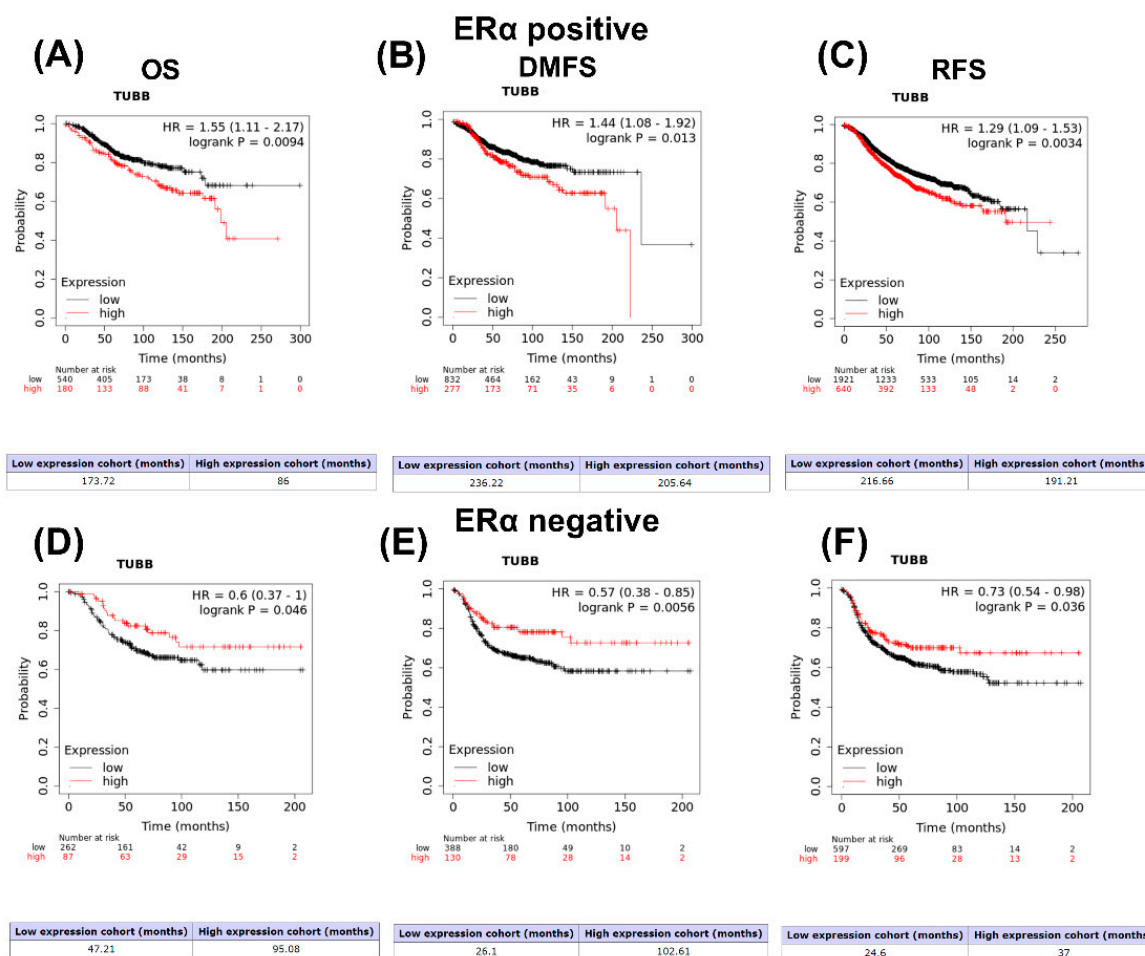 ERα positive
(A)
OS
TUBB
HR = 1.55 (1.11 - 2.17)
logrank P = 0.0094
Probability
1.0
0.8
0.6
0.4
0.2
0.0
Expression
low
high
0 50 100 150 200 250 300
Time (months)
Number at risk
low 540 405 173 38 8 1 0
high 180 133 88 41 7 1 0
Low expression cohort (months) High expression cohort (months)
173.72 86
(B)
DMFS
TUBB
HR = 1.44 (1.08 - 1.92)
logrank P = 0.013
Probability
1.0
0.8
0.6
0.4
0.2
0.0
Expression
low
high
0 50 100 150 200 250 300
Time (months)
Number at risk
low 832 464 162 43 9 1 0
high 277 173 71 35 6 0 0
Low expression cohort (months) High expression cohort (months)
236.22 205.64
(C)
RFS
TUBB
HR = 1.29 (1.09 - 1.53)
logrank P = 0.0034
Probability
1.0
0.8
0.6
0.4
0.2
0.0
Expression
low
high
0 50 100 150 200 250
Time (months)
Number at risk
low 1921 1233 533 105 14 2
high 640 392 133 48 2 0
Low expression cohort (months) High expression cohort (months)
216.66 191.21
ERα negative
(D)
TUBB
HR = 0.6 (0.37 - 1)
logrank P = 0.046
Probability
1.0
0.8
0.6
0.4
0.2
0.0
Expression
low
high
0 50 100 150 200
Time (months)
Number at risk
low 262 161 42 9 2
high 87 63 29 15 2
Low expression cohort (months) High expression cohort (months)
47.21 95.08
(E)
TUBB
HR = 0.57 (0.38 - 0.85)
logrank P = 0.0056
Probability
1.0
0.8
0.6
0.4
0.2
0.0
Expression
low
high
0 50 100 150 200
Time (months)
Number at risk
low 388 180 49 10 2
high 130 78 28 14 2
Low expression cohort (months) High expression cohort (months)
26.1 102.61
(F)
TUBB
HR = 0.73 (0.54 - 0.98)
logrank P = 0.036
Probability
1.0
0.8
0.6
0.4
0.2
0.0
Expression
low
high
0 50 100 150 200
Time (months)
Number at risk
low 597 269 83 14 2
high 199 96 28 13 2
Low expression cohort (months) High expression cohort (months)
24.6 37